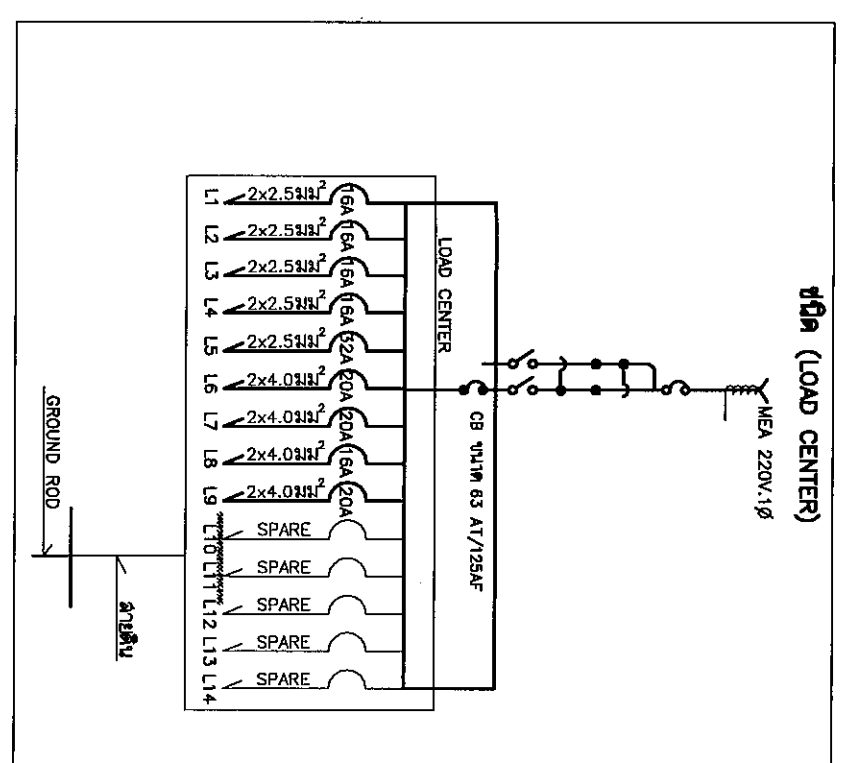 ชนิด (LOAD CENTER)
MEA 220V.1Ø
CB ขนาด 63 AT/125AF
LOAD CENTER
L1 2x2.5มม² 16A
L2 2x2.5มม² 16A
L3 2x2.5มม² 16A
L4 2x2.5มม² 16A
L5 2x2.5มม² 32A
L6 2x4.0มม² 20A
L7 2x4.0มม² 20A
L8 2x4.0มม² 16A
L9 2x4.0มม² 20A
L10 SPARE
L11 SPARE
L12 SPARE
L13 SPARE
L14 SPARE
สายดิน
GROUND ROD